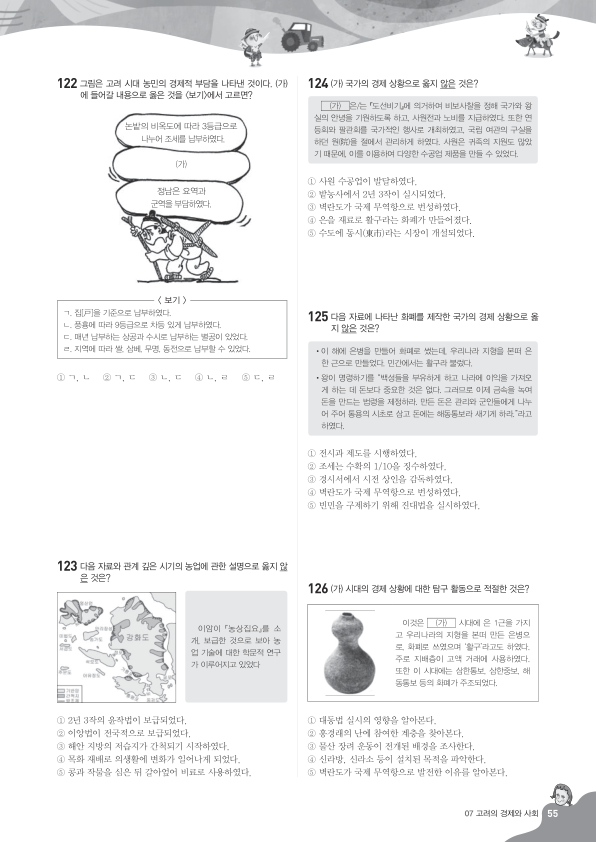 122 그림은 고려 시대 농민의 경제적 부담을 나타낸 것이다. (가)
에 들어갈 내용으로 옳은 것을 〈보기〉에서 고르면?
논밭의 비옥도에 따라 3등급으로
나누어 조세를 납부하였다.
(가)
정남은 요역과
군역을 부담하였다.
〈 보기 〉
ㄱ. 집[戶]을 기준으로 납부하였다.
ㄴ. 풍흉에 따라 9등급으로 차등 있게 납부하였다.
ㄷ. 매년 납부하는 상공과 수시로 납부하는 별공이 있었다.
ㄹ. 지역에 따라 쌀, 삼베, 무명, 동전으로 납부할 수 있었다.
① ㄱ, ㄴ ② ㄱ, ㄷ ③ ㄴ, ㄷ ④ ㄴ, ㄹ ⑤ ㄷ, ㄹ
123 다음 자료와 관계 깊은 시기의 농업에 관한 설명으로 옳지 않
은 것은?
강화도
이암이 『농상집요』를 소
개, 보급한 것으로 보아 농
업 기술에 대한 학문적 연구
가 이루어지고 있었다
① 2년 3작의 윤작법이 보급되었다.
② 이앙법이 전국적으로 보급되었다.
③ 해안 지방의 저습지가 간척되기 시작하였다.
④ 목화 재배로 의생활에 변화가 일어나게 되었다.
⑤ 콩과 작물을 심은 뒤 갈아엎어 비료로 사용하였다.
124 (가) 국가의 경제 상황으로 옳지 않은 것은?
(가) 은/는 『도선비기』에 의거하여 비보사찰을 정해 국가와 왕
실의 안녕을 기원하도록 하고, 사원전과 노비를 지급하였다. 또한 연
등회와 팔관회를 국가적인 행사로 개최하였고, 국립 여관의 구실을
하던 원(院)을 절에서 관리하게 하였다. 사원은 귀족의 지원도 많았
기 때문에, 이를 이용하여 다양한 수공업 제품을 만들 수 있었다.
① 사원 수공업이 발달하였다.
② 밭농사에서 2년 3작이 실시되었다.
③ 벽란도가 국제 무역항으로 번성하였다.
④ 은을 재료로 활구라는 화폐가 만들어졌다.
⑤ 수도에 동시(東市)라는 시장이 개설되었다.
125 다음 자료에 나타난 화폐를 제작한 국가의 경제 상황으로 옳
지 않은 것은?
• 이 해에 은병을 만들어 화폐로 썼는데, 우리나라 지형을 본떠 은
한 근으로 만들었다. 민간에서는 활구라 불렀다.
• 왕이 명령하기를 “백성들을 부유하게 하고 나라에 이익을 가져오
게 하는 데 돈보다 중요한 것은 없다. 그러므로 이제 금속을 녹여
돈을 만드는 법령을 제정하라. 만든 돈은 관리와 군인들에게 나누
어 주어 통용의 시초로 삼고 돈에는 해동통보라 새기게 하라.”라고
하였다.
① 전시과 제도를 시행하였다.
② 조세는 수확의 1/10을 징수하였다.
③ 경시서에서 시전 상인을 감독하였다.
④ 벽란도가 국제 무역항으로 번성하였다.
⑤ 빈민을 구제하기 위해 진대법을 실시하였다.
126 (가) 시대의 경제 상황에 대한 탐구 활동으로 적절한 것은?
이것은 (가) 시대에 은 1근을 가지
고 우리나라의 지형을 본떠 만든 은병으
로, 화폐로 쓰였으며 ‘활구’라고도 하였다.
주로 지배층이 고액 거래에 사용하였다.
또한 이 시대에는 삼한통보, 삼한중보, 해
동통보 등의 화폐가 주조되었다.
① 대동법 실시의 영향을 알아본다.
② 홍경래의 난에 참여한 계층을 찾아본다.
③ 물산 장려 운동이 전개된 배경을 조사한다.
④ 신라방, 신라소 등이 설치된 목적을 파악한다.
⑤ 벽란도가 국제 무역항으로 발전한 이유를 알아본다.
07 고려의 경제와 사회 55